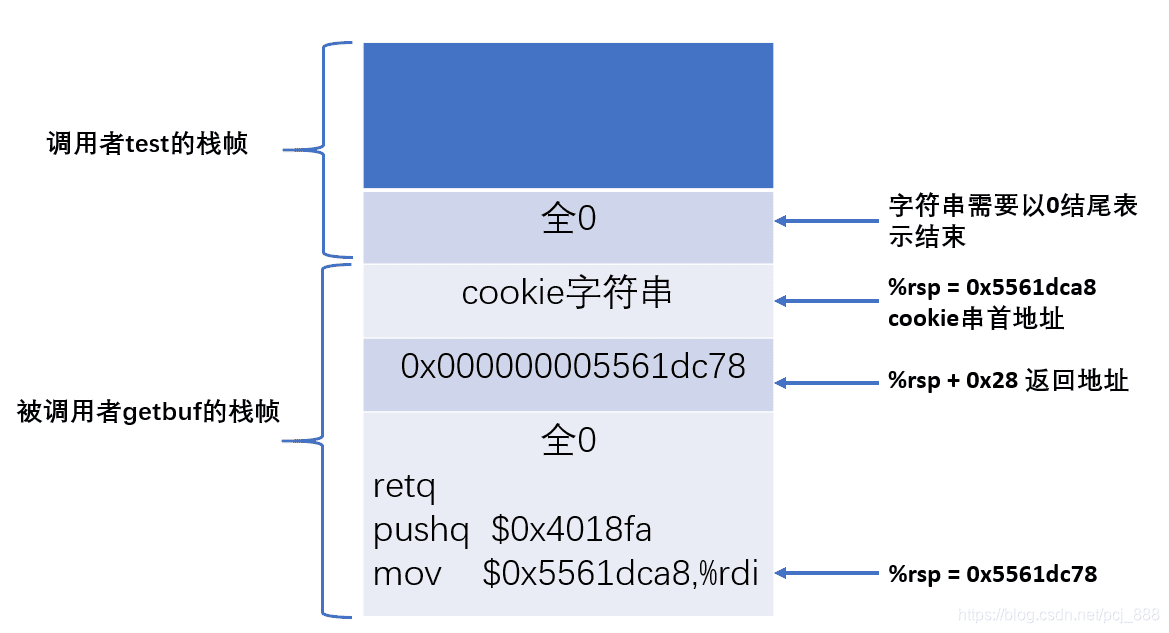 调用者test的栈帧
全0
字符串需要以0结尾表
示结束
cookie字符串
%rsp = 0x5561dca8
cookie串首地址
0x000000005561dc78
%rsp + 0x28 返回地址
被调用者getbuf的栈帧
全0
retq
pushq $0x4018fa
mov $0x5561dca8,%rdi
%rsp = 0x5561dc78
https://blog.csdn.net/pcj_888